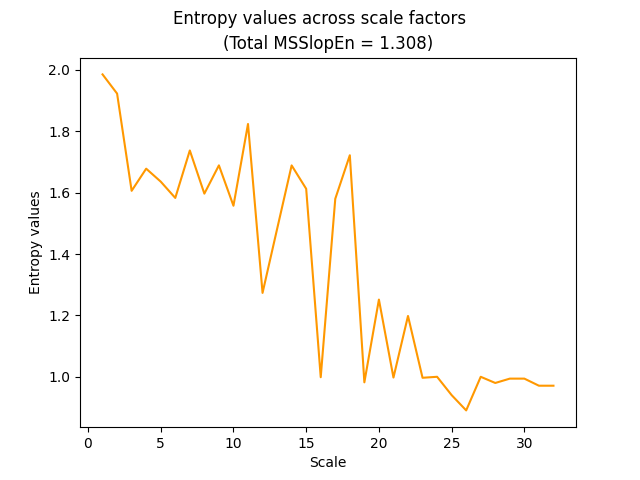 Entropy values across scale factors
(Total MSSlopEn = 1.308)
2.0
1.8
1.6
1.4
1.2
1.0
Entropy values
0 5 10 15 20 25 30
Scale